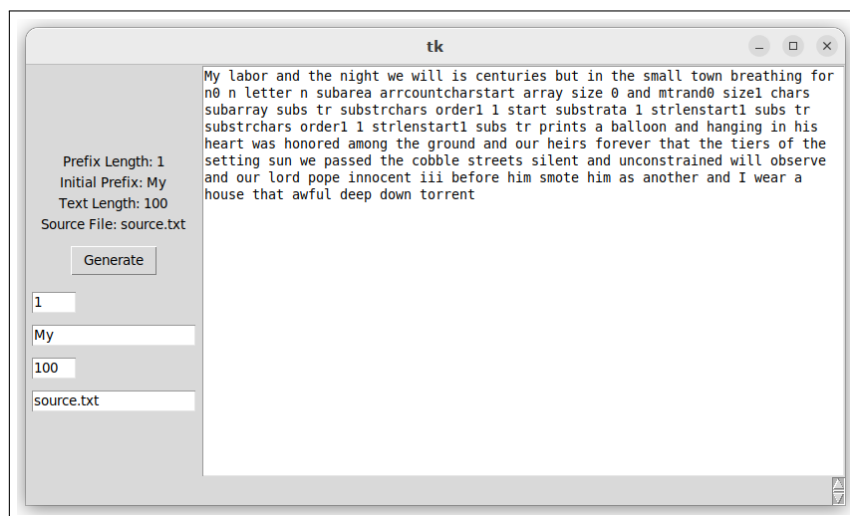 tk
My labor and the night we will is centuries but in the small town breathing for
n0 n letter n subarea arrcountcharstart array size 0 and mtrand0 size1 chars
subarray subs tr substrchars order1 1 start substrata 1 strlenstart1 subs tr
substrchars order1 1 strlenstart1 subs tr prints a balloon and hanging in his
heart was honored among the ground and our heirs forever that the tiers of the
setting sun we passed the cobble streets silent and unconstrained will observe
and our lord pope innocent iii before him smote him as another and I wear a
house that awful deep down torrent
Prefix Length: 1
Initial Prefix: My
Text Length: 100
Source File: source.txt
Generate
1
My
100
source.txt